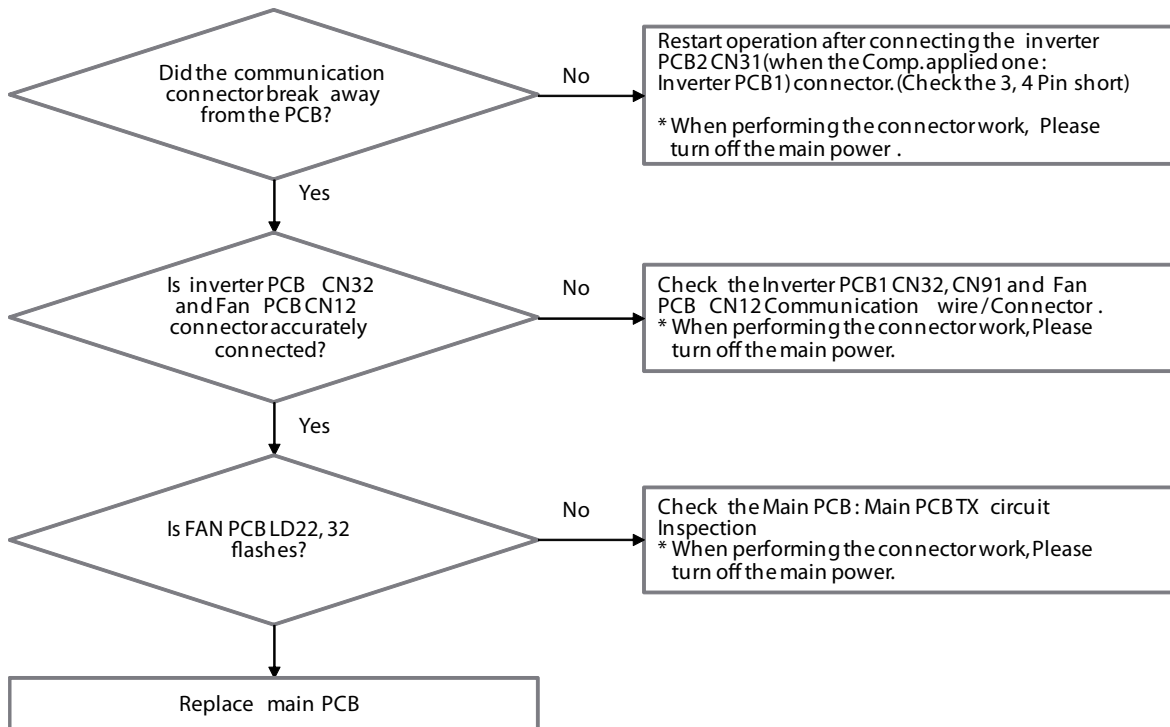 Did the communication
connector break away
from the PCB?
No
Restart operation after connecting the inverter
PCB2 CN31(when the Comp. applied one :
Inverter PCB1) connector. (Check the 3, 4 Pin short)
* When performing the connector work, Please
turn off the main power .
Yes
Is inverter PCB CN32
and Fan PCB CN12
connector accurately
connected?
No
Check the Inverter PCB1 CN32, CN91 and Fan
PCB CN12 Communication wire/Connector .
* When performing the connector work, Please
turn off the main power.
Yes
Is FAN PCB LD22, 32
flashes?
No
Check the Main PCB : Main PCB TX circuit
Inspection
* When performing the connector work, Please
turn off the main power.
Replace main PCB